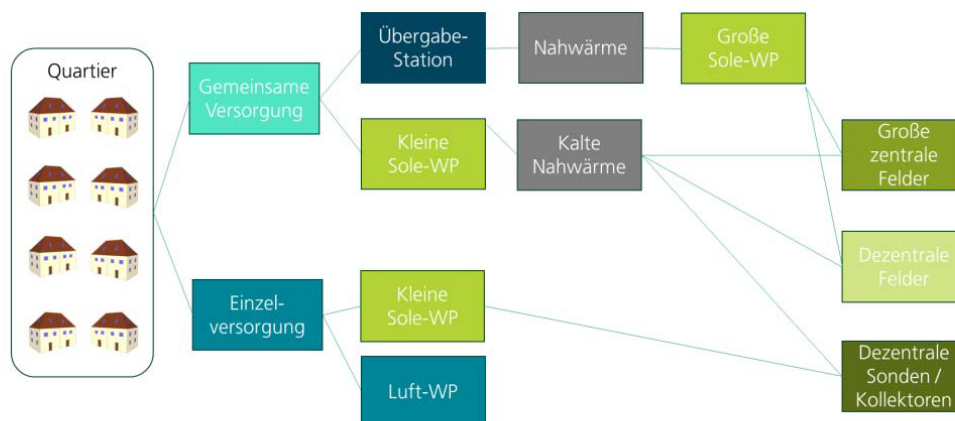 Quartier
Gemeinsame
Versorgung
Einzel-
versorgung
Übergabe-
Station
Kleine
Sole-WP
Kleine
Sole-WP
Luft-WP
Nahwärme
Kalte
Nahwärme
Große
Sole-WP
Große
zentrale
Felder
Dezentrale
Felder
Dezentrale
Sonden /
Kollektoren